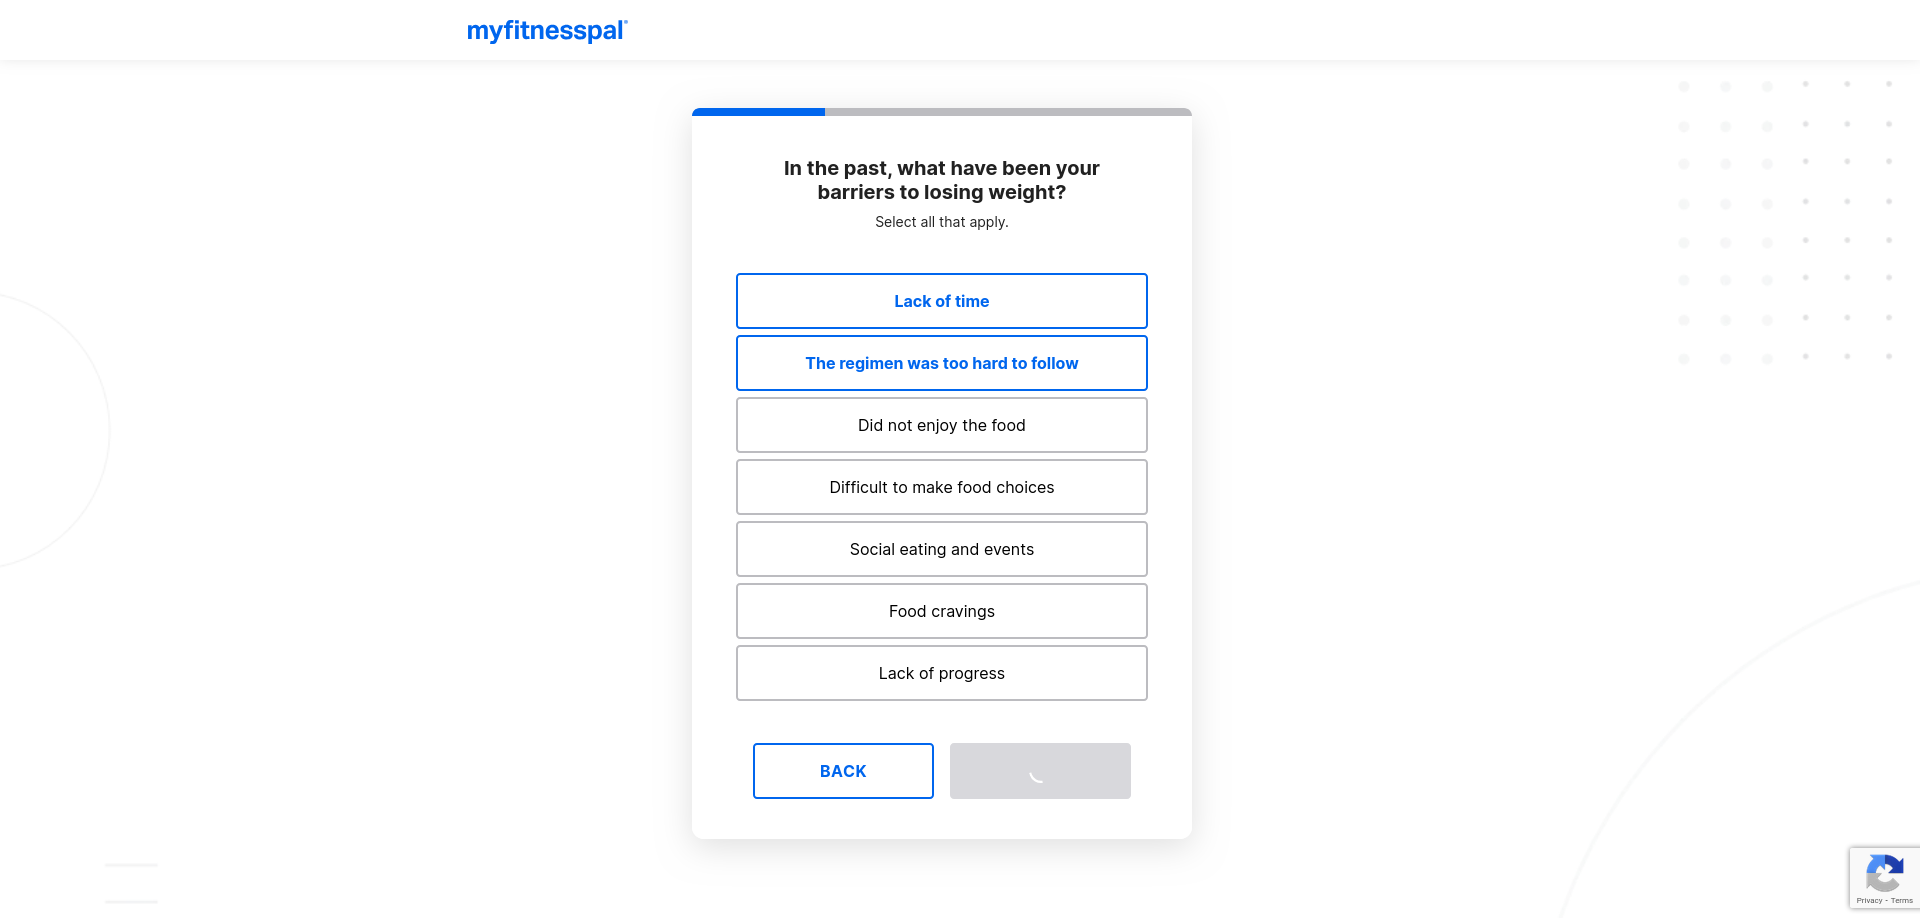 myfitnesspal
In the past, what have been your
barriers to losing weight?
Select all that apply.
Lack of time
The regimen was too hard to follow
Did not enjoy the food
Difficult to make food choices
Social eating and events
Food cravings
Lack of progress
BACK
Privacy - Terms